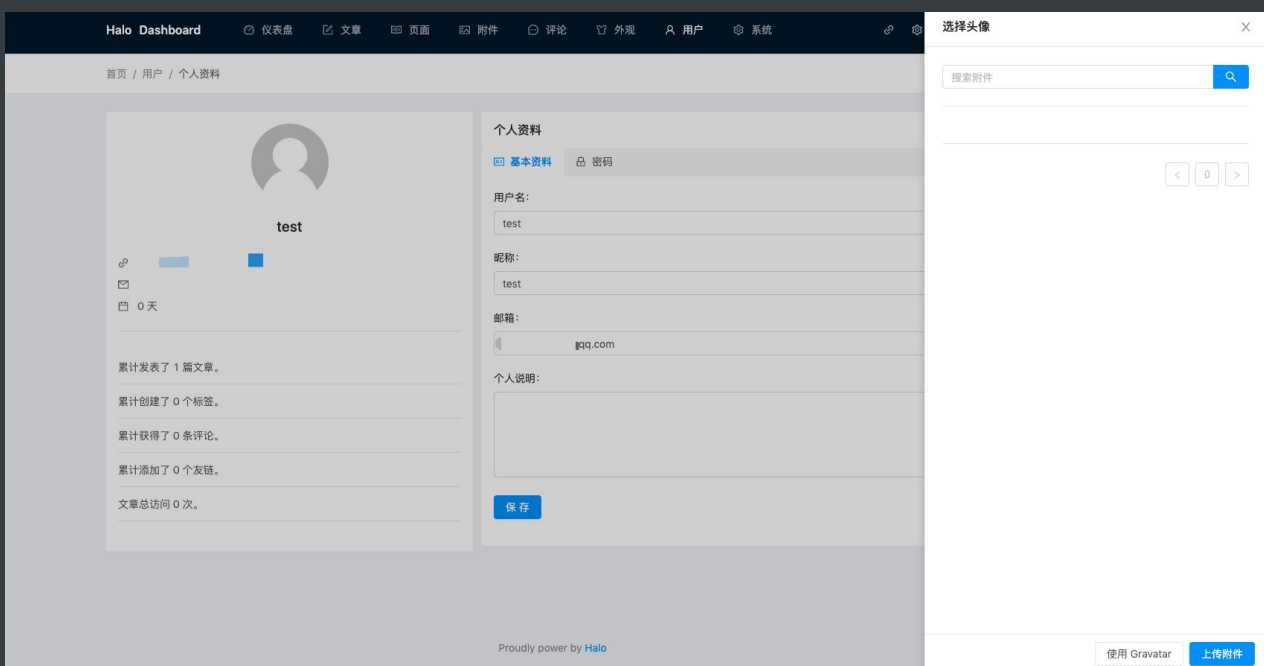 Halo Dashboard 仪表盘 文章 页面 附件 评论 外观 用户 系统
首页 / 用户 / 个人资料
test
0 天
累计发表了 1 篇文章。
累计创建了 0 个标签。
累计获得了 0 条评论。
累计添加了 0 个友链。
文章总访问 0 次。
个人资料
基本资料 密码
用户名：
test
昵称：
test
邮箱：
qq.com
个人说明：
保存
Proudly power by Halo
选择头像
搜索附件
< 0 >
使用 Gravatar 上传附件